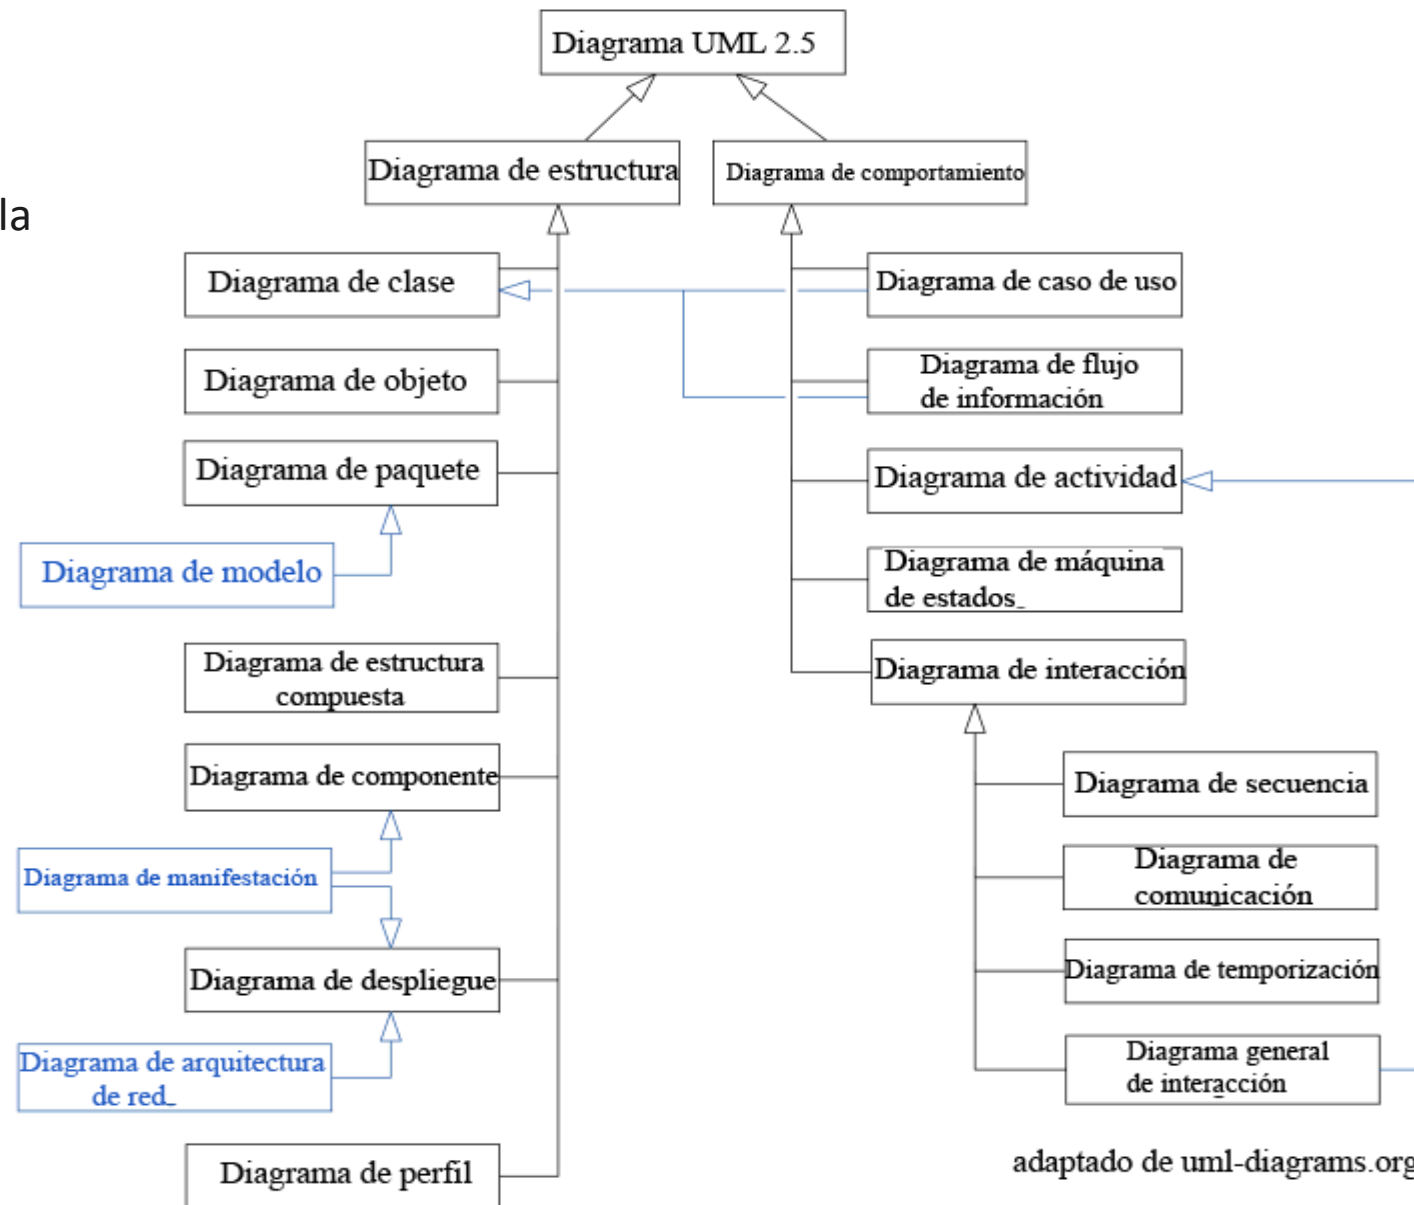 Diagrama UML 2.5
Diagrama de estructura
Diagrama de comportamiento
la
Diagrama de clase
Diagrama de objeto
Diagrama de paquete
Diagrama de modelo
Diagrama de estructura
compuesta
Diagrama de componente
Diagrama de manifestación
Diagrama de despliegue
Diagrama de arquitectura
de red_
Diagrama de perfil
Diagrama de caso de uso
Diagrama de flujo
de información
Diagrama de actividad
Diagrama de máquina
de estados_
Diagrama de interacción
Diagrama de secuencia
Diagrama de
comunicación
Diagrama de temporización
Diagrama general
de interacción
adaptado de uml-diagrams.org